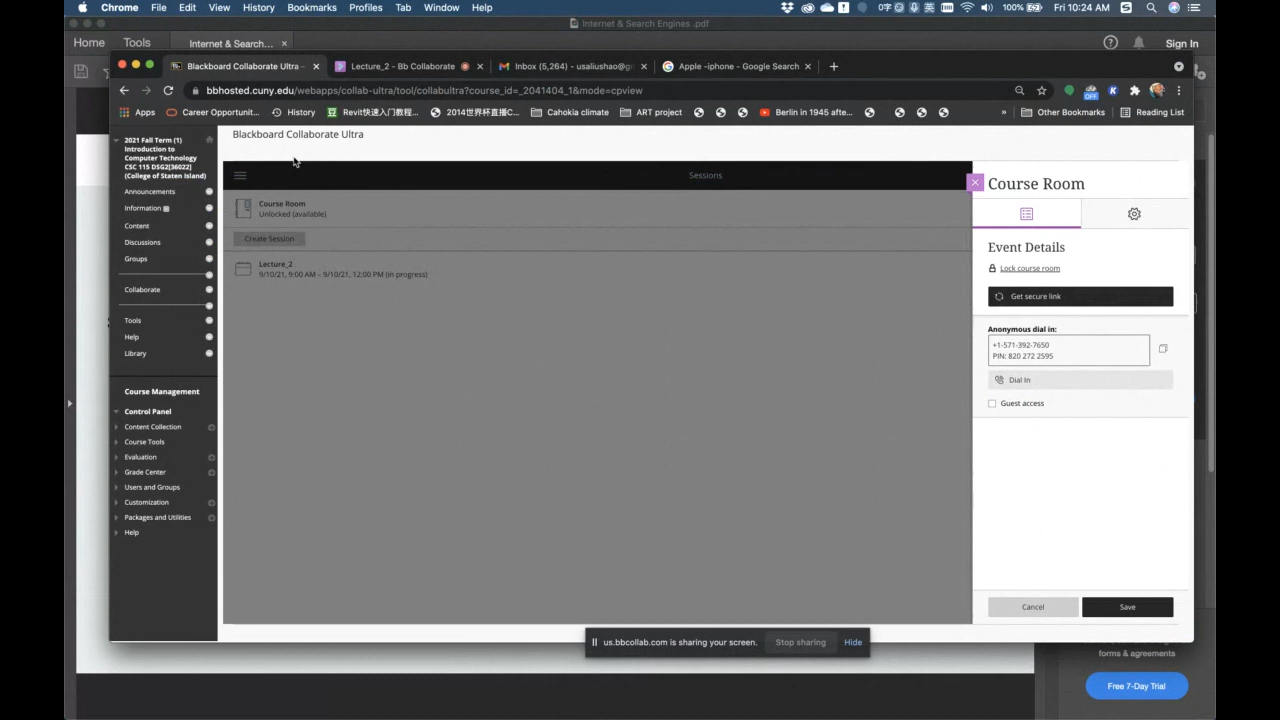 Chrome File Edit View History Bookmarks Profiles Tab Window Help
100% Fri 10:24 AM
Internet & Search Engines .pdf
Home Tools Internet & Search... ×
Sign In
Blackboard Collaborate Ultra - × Lecture_2 - Bb Collaborate × Inbox (5,264) - usaliushao@g × Apple -iphone - Google Search × +
bbhosted.cuny.edu/webapps/collab-ultra/tool/collabultra?course_id=_2041404_1&mode=cpview
OFF
Apps Career Opportunit... History Revit快速入门教程... 2014世界杯直播C... Cahokia climate ART project Berlin in 1945 afte... » Other Bookmarks Reading List
2021 Fall Term (1)
Introduction to
Computer Technology
CSC 115 DSG2[36022]
(College of Staten Island)
Announcements
Information
Content
Discussions
Groups
Collaborate
Tools
Help
Library
Course Management
Control Panel
Content Collection
Course Tools
Evaluation
Grade Center
Users and Groups
Customization
Packages and Utilities
Help
Blackboard Collaborate Ultra
Sessions
Course Room
Unlocked (available)
Create Session
Lecture_2
9/10/21, 9:00 AM – 9/10/21, 12:00 PM (in progress)
Course Room
Event Details
Lock course room
Get secure link
Anonymous dial in:
+1-571-392-7650
PIN: 820 272 2595
Dial In
Guest access
Cancel Save
us.bbcollab.com is sharing your screen. Stop sharing Hide
forms & agreements
Free 7-Day Trial